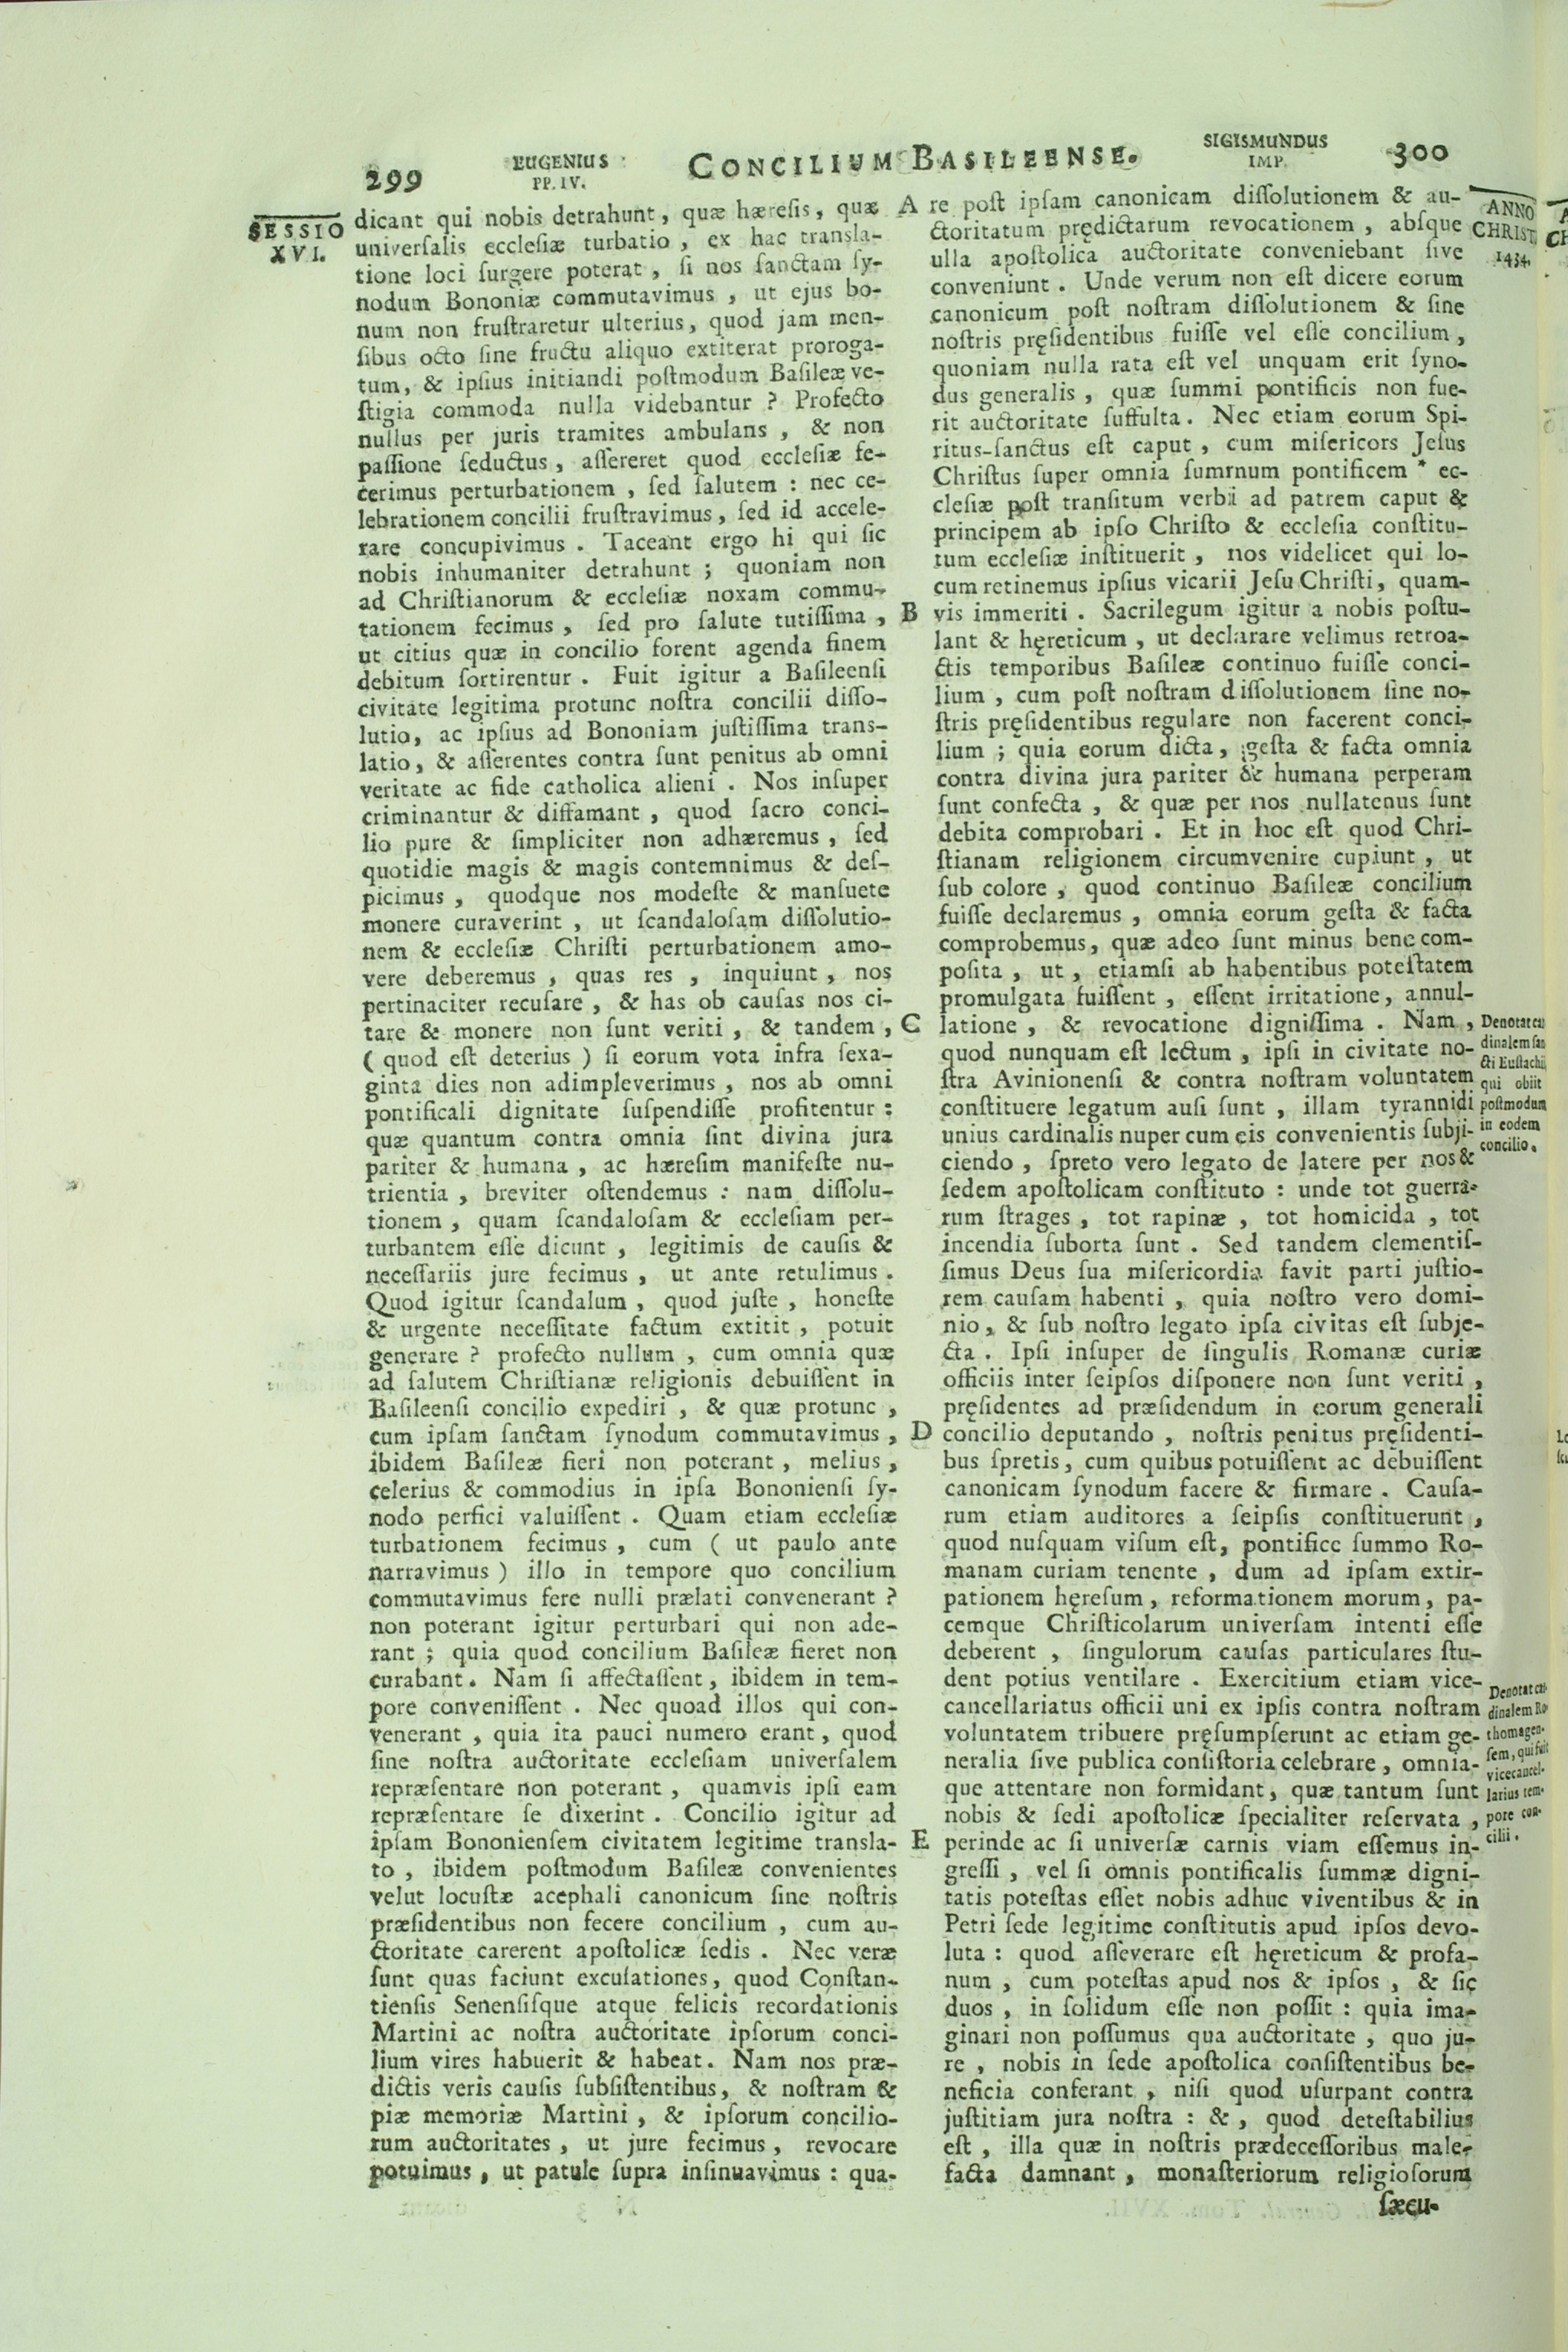 299
EUGENIUS
PP. IV.
CONCILIUM BASILEENSE.
SIGISMUNDUS
IMP.
300
SESSIO
XVI.
dicant qui nobis detrahunt, quæ hæreſis, quæ
univerſalis eccleſiæ turbatio, ex hac transla-
tione loci ſurgere poterat, ſi nos ſanctam ſy-
nodum Bononiæ commutavimus, ut ejus bo-
num non fruſtraretur ulterius, quod jam men-
ſibus octo ſine fructu aliquo extiterat proroga-
tum, & ipſius initiandi poſtmodum Baſileæ ve-
ſtigia commoda nulla videbantur? Profecto
nullus per juris tramites ambulans, & non
paſſione ſeductus, aſſereret quod eccleſiæ fe-
cerimus perturbationem, ſed ſalutem: nec ce-
lebrationem concilii fruſtravimus, ſed id accele-
rare concupivimus. Taceant ergo hi qui ſic
nobis inhumaniter detrahunt; quoniam non
ad Chriſtianorum & eccleſiæ noxam commu-
tationem fecimus, ſed pro ſalute tutiſſima,
ut citius quæ in concilio forent agenda finem
debitum ſortirentur. Fuit igitur a Baſileenſi
civitate legitima protunc noſtra concilii diſſo-
lutio, ac ipſius ad Bononiam juſtiſſima trans-
latio, & aſſerentes contra ſunt penitus ab omni
veritate ac fide catholica alieni. Nos inſuper
criminantur & diffamant, quod ſacro conci-
lio pure & ſimpliciter non adhæremus, ſed
quotidie magis & magis contemnimus & deſ-
picimus, quodque nos modeſte & manſuete
monere curaverint, ut ſcandaloſam diſſolutio-
nem & eccleſiæ Chriſti perturbationem amo-
vere deberemus, quas res, inquiunt, nos
pertinaciter recuſare, & has ob cauſas nos ci-
tare & monere non ſunt veriti, & tandem,
(quod eſt deterius) ſi eorum vota infra ſexa-
ginta dies non adimpleverimus, nos ab omni
pontificali dignitate ſuſpendiſſe profitentur:
quæ quantum contra omnia ſint divina jura
pariter & humana, ac hæreſim manifeſte nu-
trientia, breviter oſtendemus: nam diſſolu-
tionem, quam ſcandaloſam & eccleſiam per-
turbantem eſſe dicunt, legitimis de cauſis &
neceſſariis jure fecimus, ut ante retulimus.
Quod igitur ſcandalum, quod juſte, honeſte
& urgente neceſſitate factum extitit, potuit
generare? profecto nullum, cum omnia quæ
ad ſalutem Chriſtianæ religionis debuiſſent in
Baſileenſi concilio expediri, & quæ protunc,
cum ipſam ſanctam ſynodum commutavimus,
ibidem Baſileæ fieri non poterant, melius,
celerius & commodius in ipſa Bononienſi ſy-
nodo perfici valuiſſent. Quam etiam eccleſiæ
turbationem fecimus, cum (ut paulo ante
narravimus) illo in tempore quo concilium
commutavimus fere nulli prælati convenerant?
non poterant igitur perturbari qui non ade-
rant; quia quod concilium Baſileæ fieret non
curabant. Nam ſi affectaſſent, ibidem in tem-
pore conveniſſent. Nec quoad illos qui con-
venerant, quia ita pauci numero erant, quod
ſine noſtra auctoritate eccleſiam univerſalem
repræſentare non poterant, quamvis ipſi eam
repræſentare ſe dixerint. Concilio igitur ad
ipſam Bononienſem civitatem legitime transla-
to, ibidem poſtmodum Baſileæ convenientes
velut locuſtæ acephali canonicum ſine noſtris
præſidentibus non fecere concilium, cum au-
ctoritate carerent apoſtolicæ ſedis. Nec veræ
ſunt quas faciunt excuſationes, quod Conſtan-
tienſis Senenſiſque atque felicis recordationis
Martini ac noſtra auctoritate ipſorum conci-
lium vires habuerit & habeat. Nam nos præ-
dictis veris cauſis ſubſiſtentibus, & noſtram &
piæ memoriæ Martini, & ipſorum concilio-
rum auctoritates, ut jure fecimus, revocare
potuimus, ut patule ſupra inſinuavimus: qua-
A
B
C
D
E
re poſt ipſam canonicam diſſolutionem & au-
ctoritatum prędictarum revocationem, abſque
ulla apoſtolica auctoritate conveniebant ſive
conveniunt. Unde verum non eſt dicere eorum
canonicum poſt noſtram diſſolutionem & ſine
noſtris pręſidentibus fuiſſe vel eſſe concilium,
quoniam nulla rata eſt vel unquam erit ſyno-
dus generalis, quæ ſummi pontificis non fue-
rit auctoritate ſuffulta. Nec etiam eorum Spi-
ritus-ſanctus eſt caput, cum miſericors Jeſus
Chriſtus ſuper omnia ſummum pontificem * ec-
cleſiæ poſt tranſitum verbi ad patrem caput &
principem ab ipſo Chriſto & eccleſia conſtitu-
tum eccleſiæ inſtituerit, nos videlicet qui lo-
cum retinemus ipſius vicarii Jeſu Chriſti, quam-
vis immeriti. Sacrilegum igitur a nobis poſtu-
lant & hęreticum, ut declarare velimus retroa-
ctis temporibus Baſileæ continuo fuiſſe conci-
lium, cum poſt noſtram diſſolutionem ſine no-
ſtris pręſidentibus regulare non facerent conci-
lium; quia eorum dicta, geſta & facta omnia
contra divina jura pariter & humana perperam
ſunt confecta, & quæ per nos nullatenus ſunt
debita comprobari. Et in hoc eſt quod Chri-
ſtianam religionem circumvenire cupiunt, ut
ſub colore, quod continuo Baſileæ concilium
fuiſſe declaremus, omnia eorum geſta & facta
comprobemus, quæ adeo ſunt minus bene com-
poſita, ut, etiamſi ab habentibus poteſtatem
promulgata fuiſſent, eſſent irritatione, annul-
latione, & revocatione digniſſima. Nam,
quod nunquam eſt lectum, ipſi in civitate no-
ſtra Avinionenſi & contra noſtram voluntatem
conſtituere legatum auſi ſunt, illam tyrannidi
unius cardinalis nuper cum eis convenientis ſubji-
ciendo, ſpreto vero legato de latere per nos &
ſedem apoſtolicam conſtituto: unde tot guerra-
rum ſtrages, tot rapinæ, tot homicida, tot
incendia ſuborta ſunt. Sed tandem clementiſ-
ſimus Deus ſua miſericordia favit parti juſtio-
rem cauſam habenti, quia noſtro vero domi-
nio, & ſub noſtro legato ipſa civitas eſt ſubje-
cta. Ipſi inſuper de ſingulis Romanæ curiæ
officiis inter ſeipſos diſponere non ſunt veriti,
pręſidentes ad præſidendum in eorum generali
concilio deputando, noſtris penitus pręſidenti-
bus ſpretis, cum quibus potuiſſent ac debuiſſent
canonicam ſynodum facere & firmare. Cauſa-
rum etiam auditores a ſeipſis conſtituerunt,
quod nuſquam viſum eſt, pontifice ſummo Ro-
manam curiam tenente, dum ad ipſam extir-
pationem hęreſum, reformationem morum, pa-
cemque Chriſticolarum univerſam intenti eſſe
deberent, ſingulorum cauſas particulares ſtu-
dent potius ventilare. Exercitium etiam vice-
cancellariatus officii uni ex ipſis contra noſtram
voluntatem tribuere pręſumpſerunt ac etiam ge-
neralia ſive publica conſiſtoria celebrare, omnia-
que attentare non formidant, quæ tantum ſunt
nobis & ſedi apoſtolicæ ſpecialiter reſervata,
perinde ac ſi univerſæ carnis viam eſſemus in-
greſſi, vel ſi omnis pontificalis ſummæ digni-
tatis poteſtas eſſet nobis adhuc viventibus & in
Petri ſede legitime conſtitutis apud ipſos devo-
luta: quod aſſeverare eſt hęreticum & profa-
num, cum poteſtas apud nos & ipſos, & ſic
duos, in ſolidum eſſe non poſſit: quia ima-
ginari non poſſumus qua auctoritate, quo ju-
re, nobis in ſede apoſtolica conſiſtentibus be-
neficia conferant, niſi quod uſurpant contra
juſtitiam jura noſtra: &, quod deteſtabilius
eſt, illa quæ in noſtris prædeceſſoribus male-
facta damnant, monaſteriorum religioſorum
ſæcu-
ANNO
CHRISTI
1434.
Denotat car
dinalem ſan
cti Euſtachii,
qui obiit
poſtmodum
in eodem
concilio.
Denotat car-
dinalem Ro-
thomagen-
ſem, qui fuit
vicecancel-
larius tem-
pore con-
cilii.